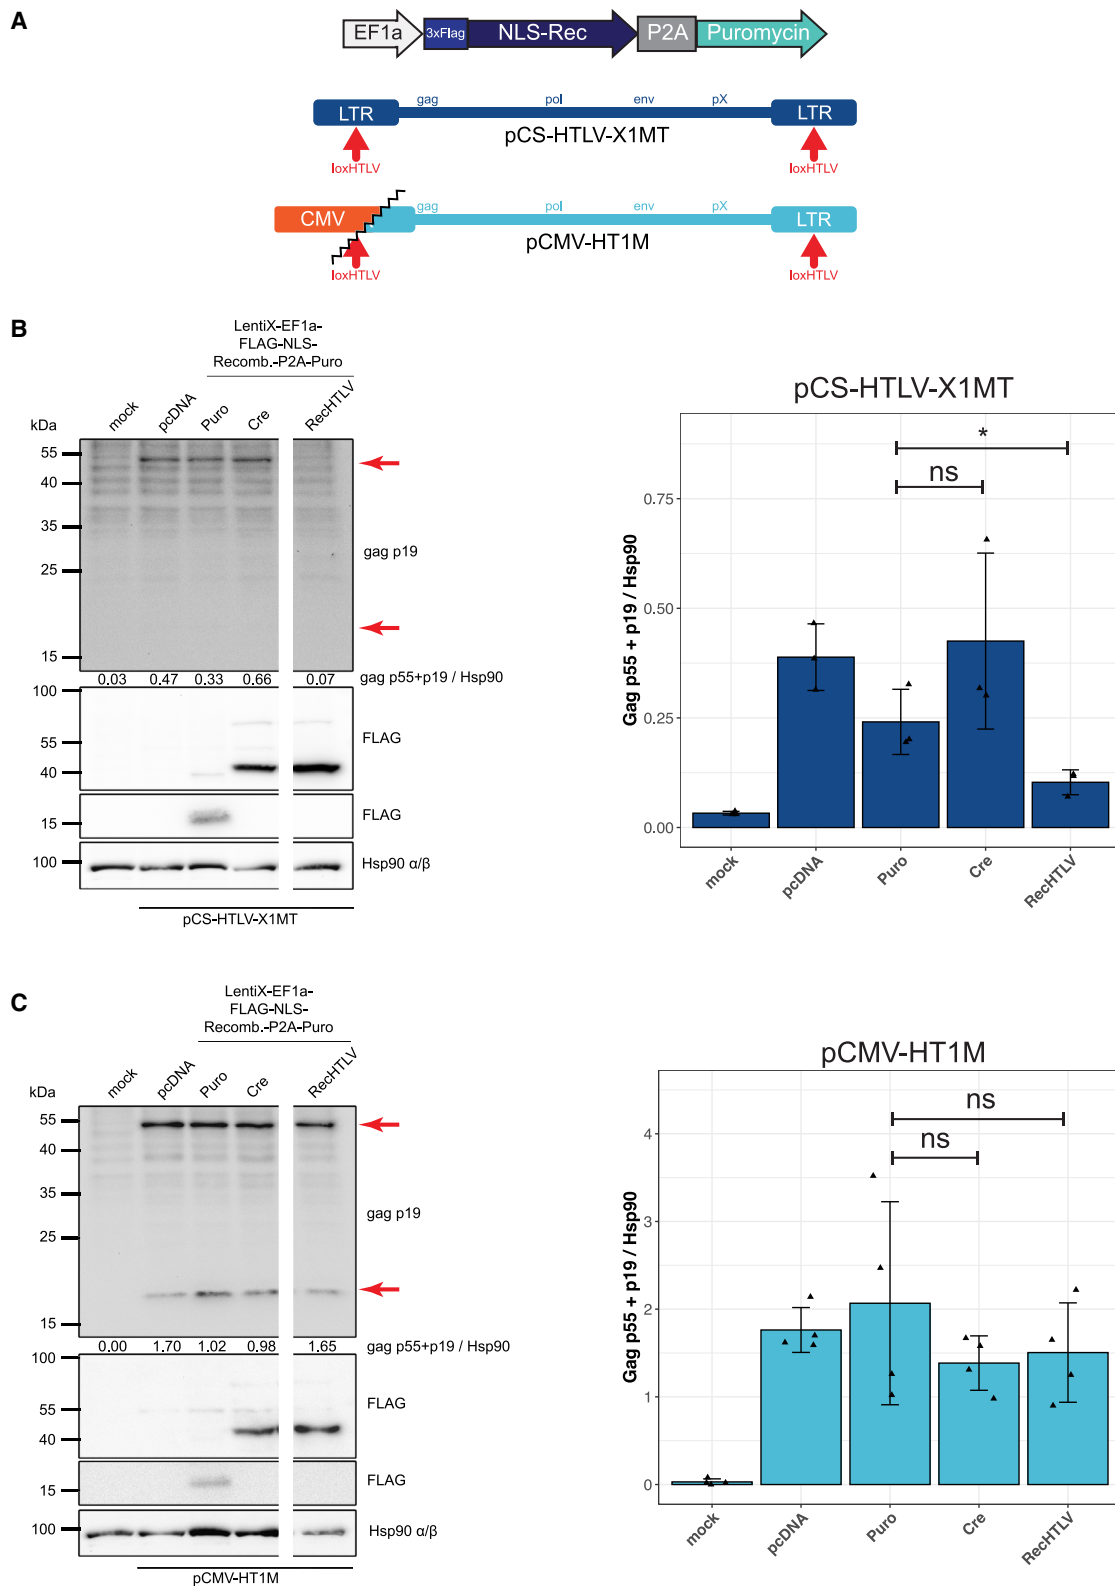 A
EF1a
3xFlag
NLS-Rec
P2A
Puromycin
gag pol env pX
LTR LTR
pCS-HTLV-X1MT
loxHTLV loxHTLV
gag pol env pX
CMV LTR
pCMV-HT1M
loxHTLV loxHTLV
B
LentiX-EF1a-
FLAG-NLS-
Recomb.-P2A-Puro
mock pcDNA Puro Cre RecHTLV
kDa
55
40
35
gag p19
25
15
0.03 0.47 0.33 0.66 0.07 gag p55+p19 / Hsp90
100
FLAG
55
40
FLAG
15
100 Hsp90 α/β
pCS-HTLV-X1MT
pCS-HTLV-X1MT
*
ns
Gag p55 + p19 / Hsp90
0.75
0.50
0.25
0.00
mock pcDNA Puro Cre RecHTLV
C
LentiX-EF1a-
FLAG-NLS-
Recomb.-P2A-Puro
mock pcDNA Puro Cre RecHTLV
kDa
55
40
35
gag p19
25
15
0.00 1.70 1.02 0.98 1.65 gag p55+p19 / Hsp90
100
FLAG
55
40
FLAG
15
100 Hsp90 α/β
pCMV-HT1M
pCMV-HT1M
ns
ns
Gag p55 + p19 / Hsp90
4
3
2
1
0
mock pcDNA Puro Cre RecHTLV